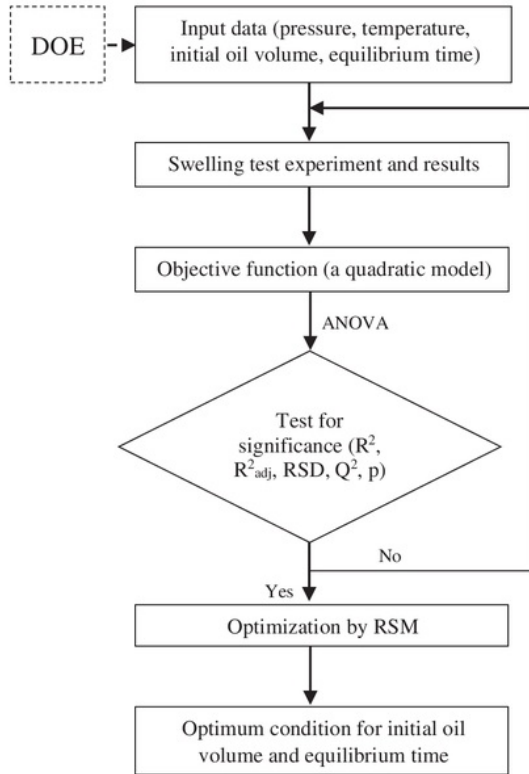 DOE
Input data (pressure, temperature,
initial oil volume, equilibrium time)
Swelling test experiment and results
Objective function (a quadratic model)
ANOVA
Test for
significance (R²,
R²adj, RSD, Q², p)
No
Yes
Optimization by RSM
Optimum condition for initial oil
volume and equilibrium time